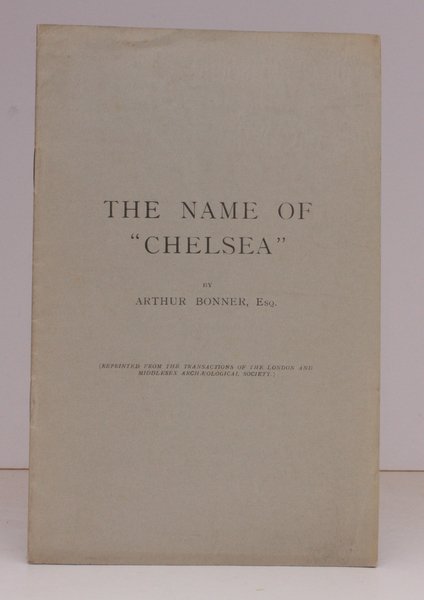 THE NAME OF
"CHELSEA"
BY
ARTHUR BONNER, ESQ.
[REPRINTED FROM THE TRANSACTIONS OF THE LONDON AND
MIDDLESEX ARCHÆOLOGICAL SOCIETY.]